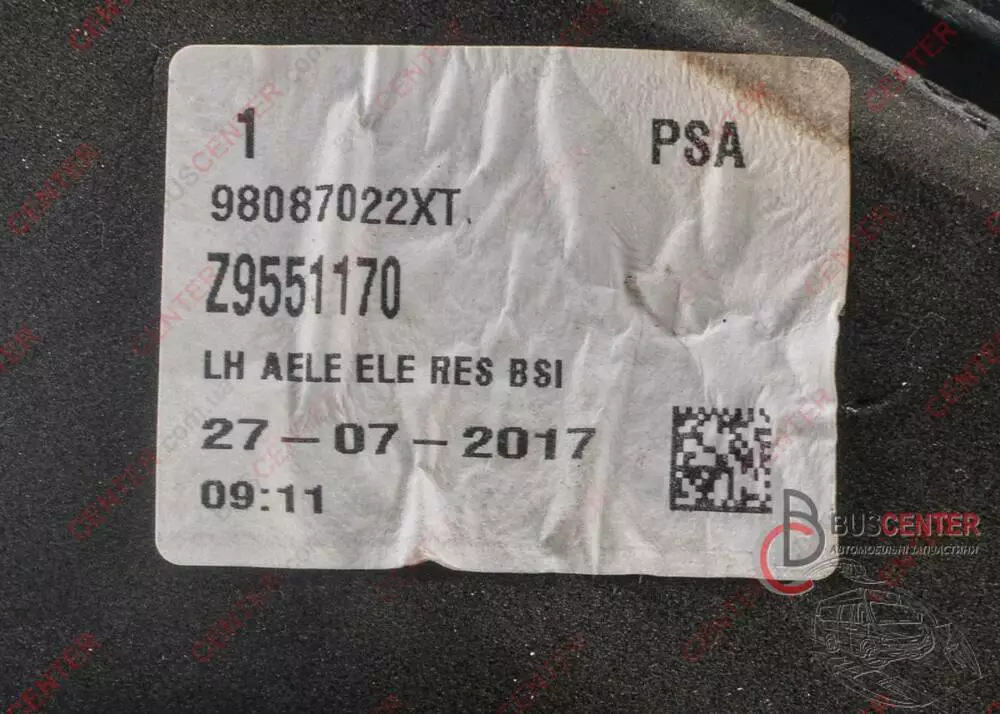 1
PSA
98087022XT
Z9551170
LH AELE ELE RES BSI
27-07-2017
09:11
BUSCENTER
АВТОМОБІЛЬНІ ЗАПЧАСТИНИ